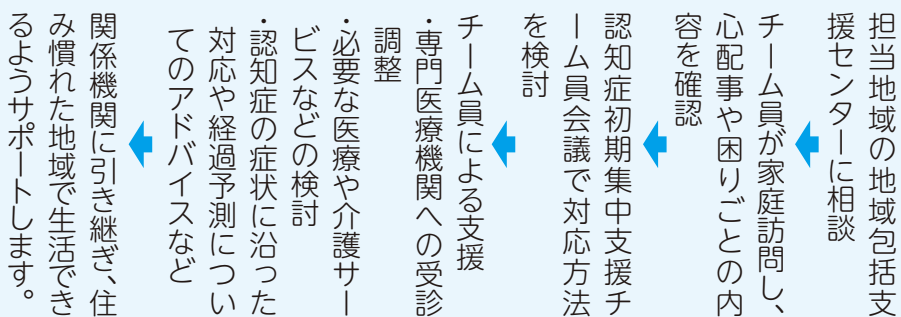 担当地域の地域包括支
援センターに相談
チーム員が家庭訪問し、
心配事や困りごとの内
容を確認
認知症初期集中支援チ
ーム員会議で対応方法
を検討
チーム員による支援
・専門医療機関への受診
調整
・必要な医療や介護サー
ビスなどの検討
・認知症の症状に沿った
対応や経過予測につい
てのアドバイスなど
関係機関に引き継ぎ、住
み慣れた地域で生活でき
るようサポートします。